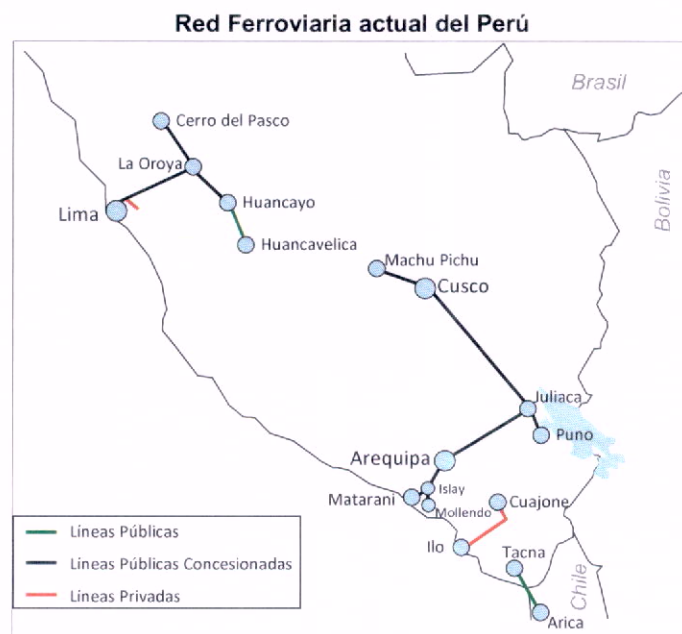 Red Ferroviaria actual del Perú
Brasil
Bolivia
Cerro del Pasco
La Oroya
Lima
Huancayo
Huancavelica
Machu Pichu
Cusco
Juliaca
Puno
Arequipa
Islay
Matarani
Mollendo
Cuajone
Ilo
Tacna
Chile
Arica
Líneas Públicas
Líneas Públicas Concesionadas
Líneas Privadas